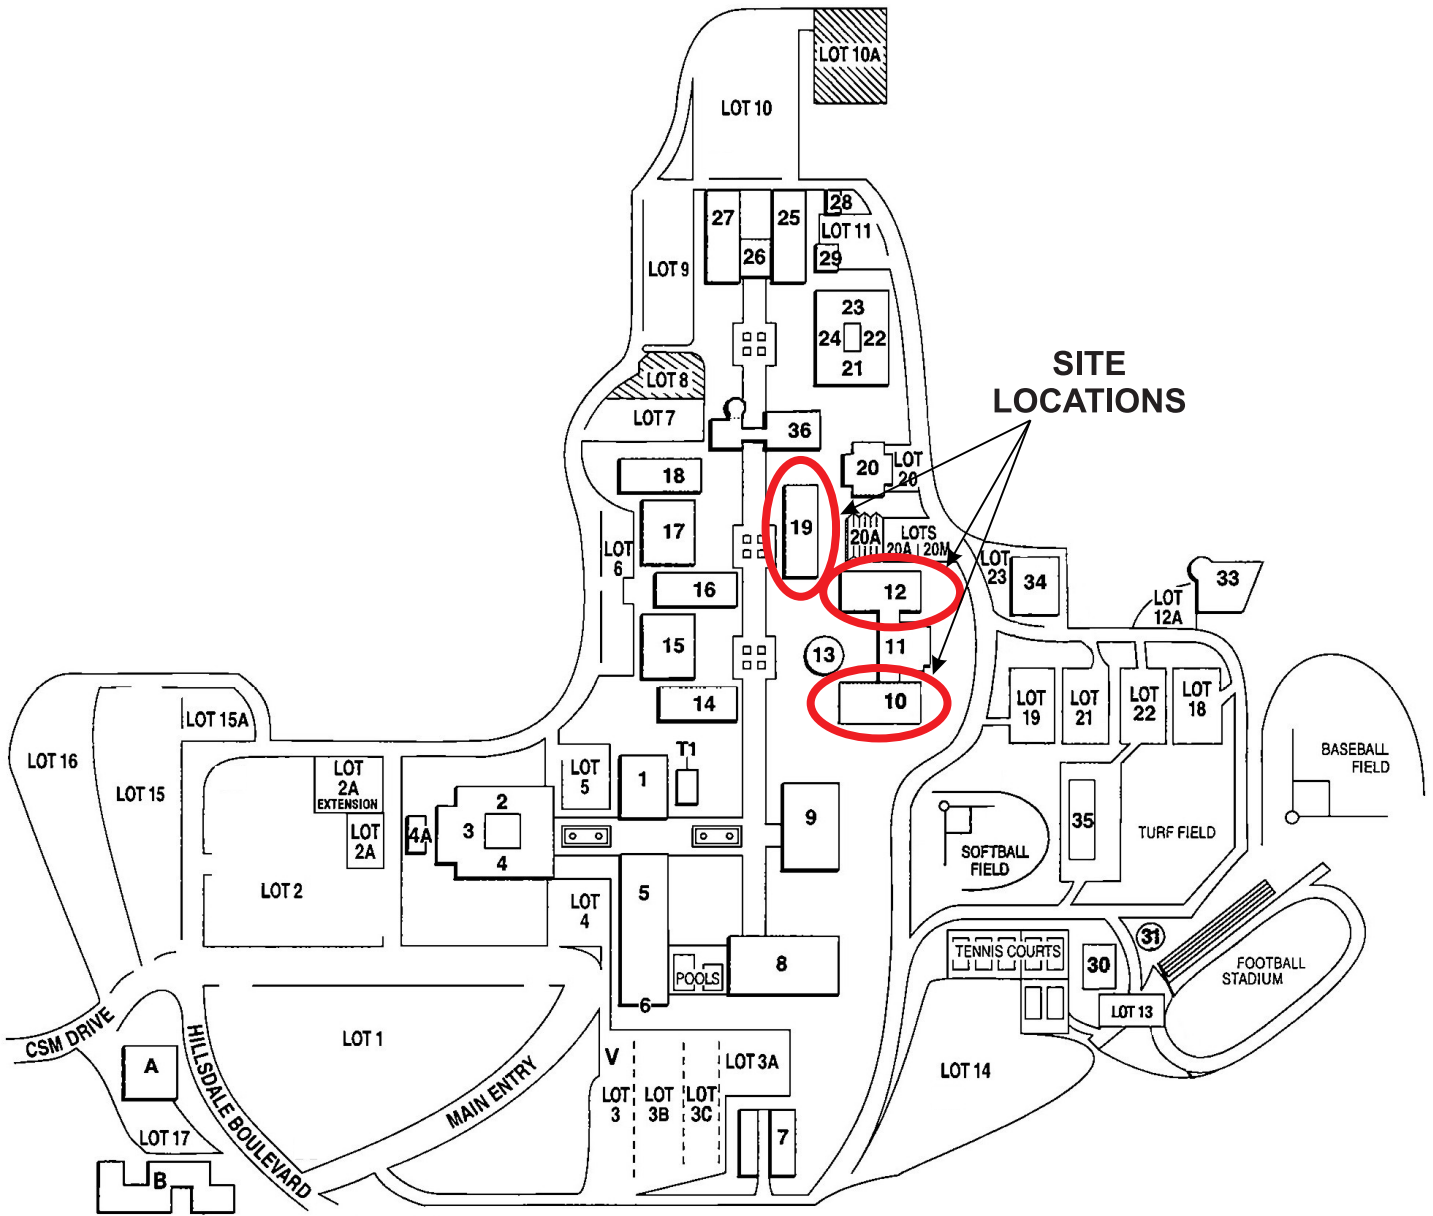 LOT 10A
LOT 10
27
25
28
LOT 11
26
29
LOT 9
23
24
22
21
SITE
LOCATIONS
LOT 8
LOT 7
36
18
20
LOT
20
17
19
20A
LOTS
20A
20M
LOT
6
LOT
23
34
33
16
12
LOT
12A
15
13
11
14
10
LOT
19
LOT
21
LOT
22
LOT
18
LOT 15A
LOT 16
LOT 15
LOT
2A
EXTENSION
LOT
2A
LOT
5
1
T1
BASEBALL
FIELD
2
3
4
4A
9
35
TURF FIELD
SOFTBALL
FIELD
LOT 2
LOT
4
5
6
POOLS
8
TENNIS COURTS
30
31
FOOTBALL
STADIUM
LOT 13
CSM DRIVE
A
HILLSDALE BOULEVARD
LOT 1
MAIN ENTRY
V
LOT
3
LOT
3B
LOT
3C
LOT 3A
LOT 14
7
LOT 17
B